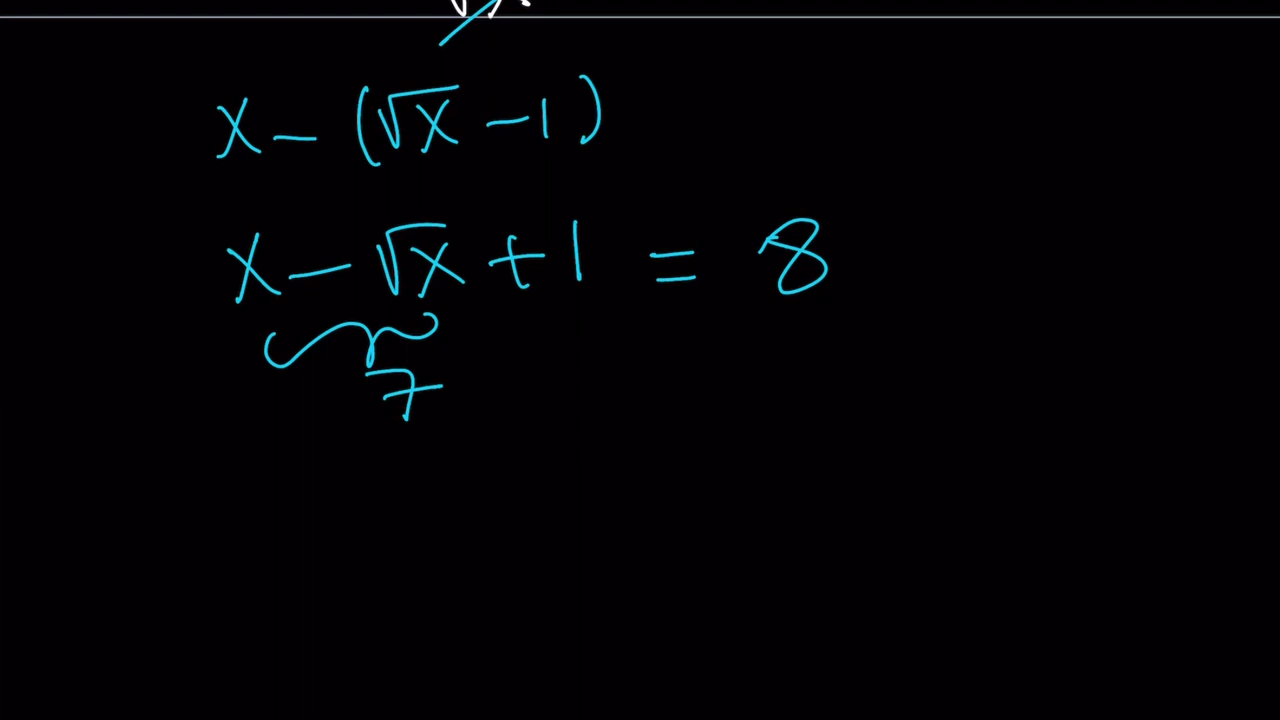 x - (√x - 1)
x - √x + 1 = 8
7